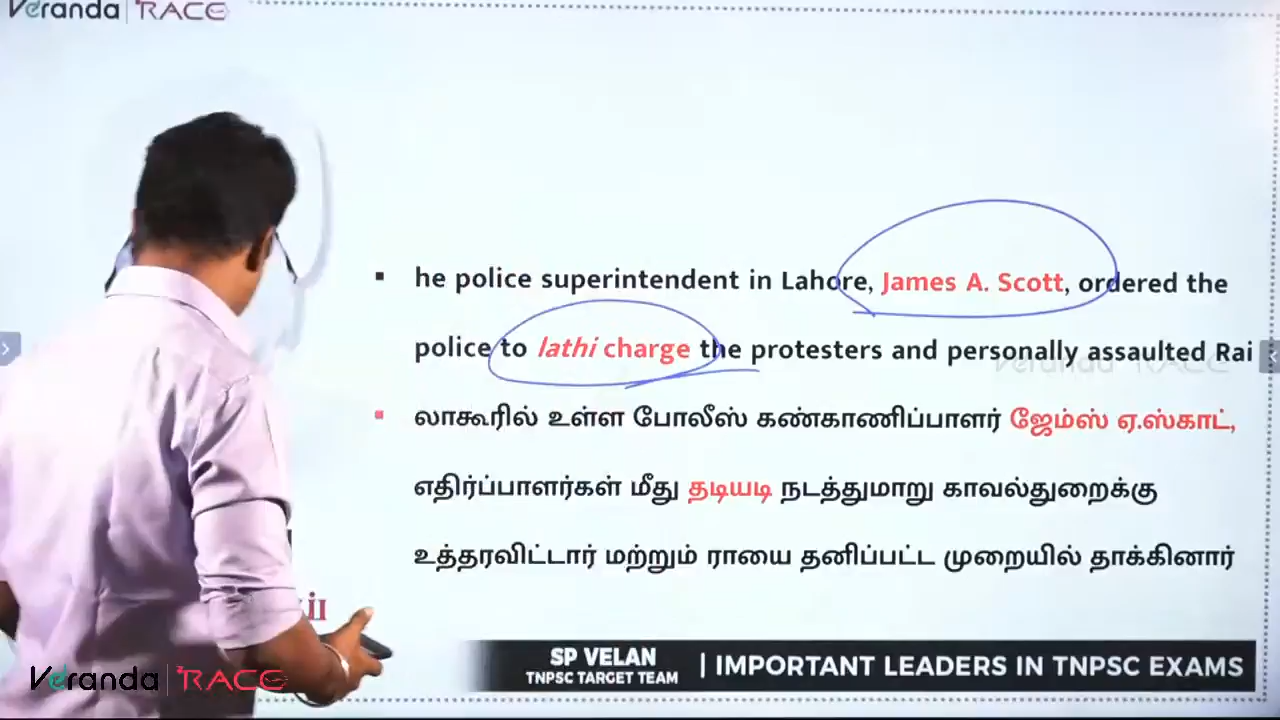 Veranda RACE
he police superintendent in Lahore, James A. Scott, ordered the
police to lathi charge the protesters and personally assaulted Rai
Veranda RACE
லாகூரில் உள்ள போலீஸ் கண்காணிப்பாளர் ஜேம்ஸ் ஏ.ஸ்காட்,
எதிர்ப்பாளர்கள் மீது தடியடி நடத்துமாறு காவல்துறைக்கு
உத்தரவிட்டார் மற்றும் ராயை தனிப்பட்ட முறையில் தாக்கினார்
SP VELAN
TNPSC TARGET TEAM
IMPORTANT LEADERS IN TNPSC EXAMS
Veranda RACE